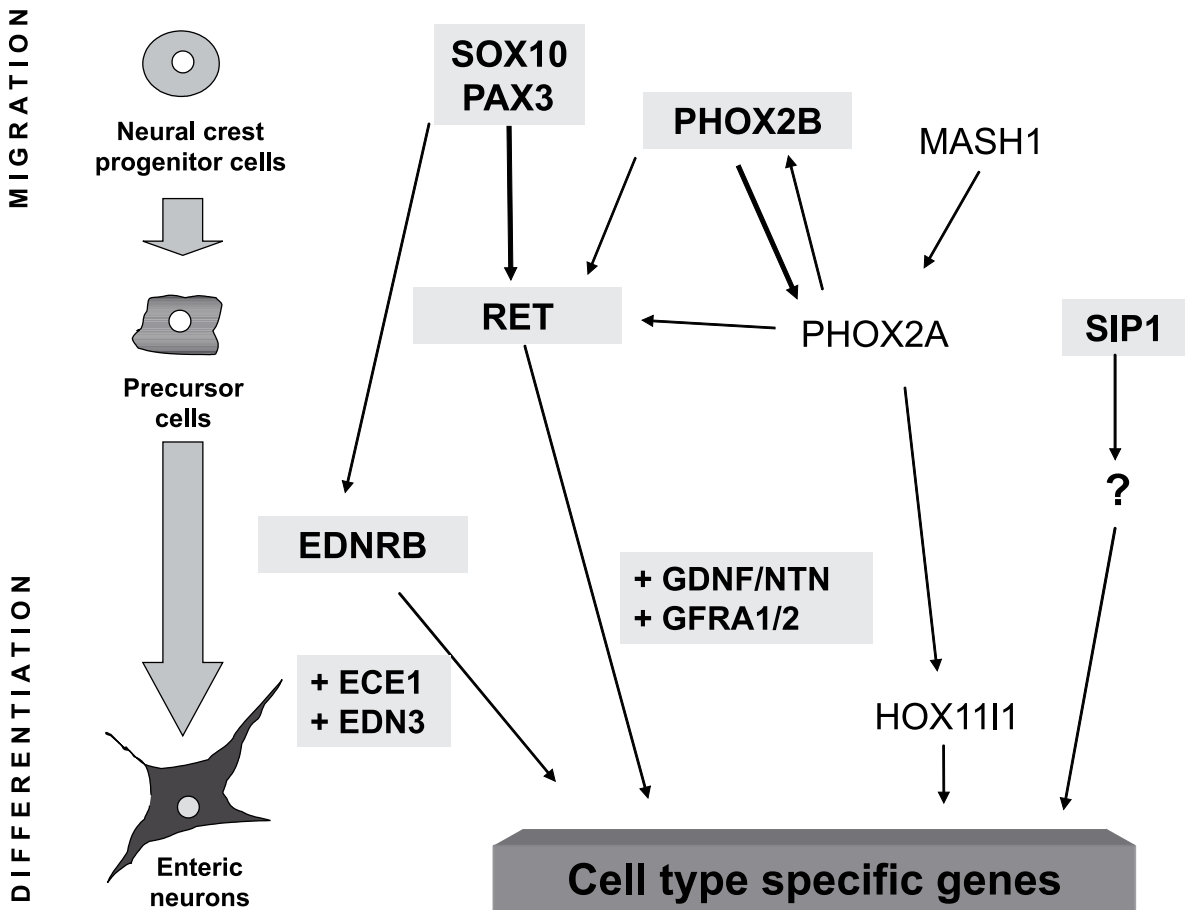 MIGRATION
DIFFERENTIATION
Neural crest
progenitor cells
Precursor
cells
Enteric
neurons
SOX10
PAX3
PHOX2B
MASH1
RET
PHOX2A
SIP1
?
EDNRB
+ GDNF/NTN
+ GFRA1/2
+ ECE1
+ EDN3
HOX11l1
Cell type specific genes